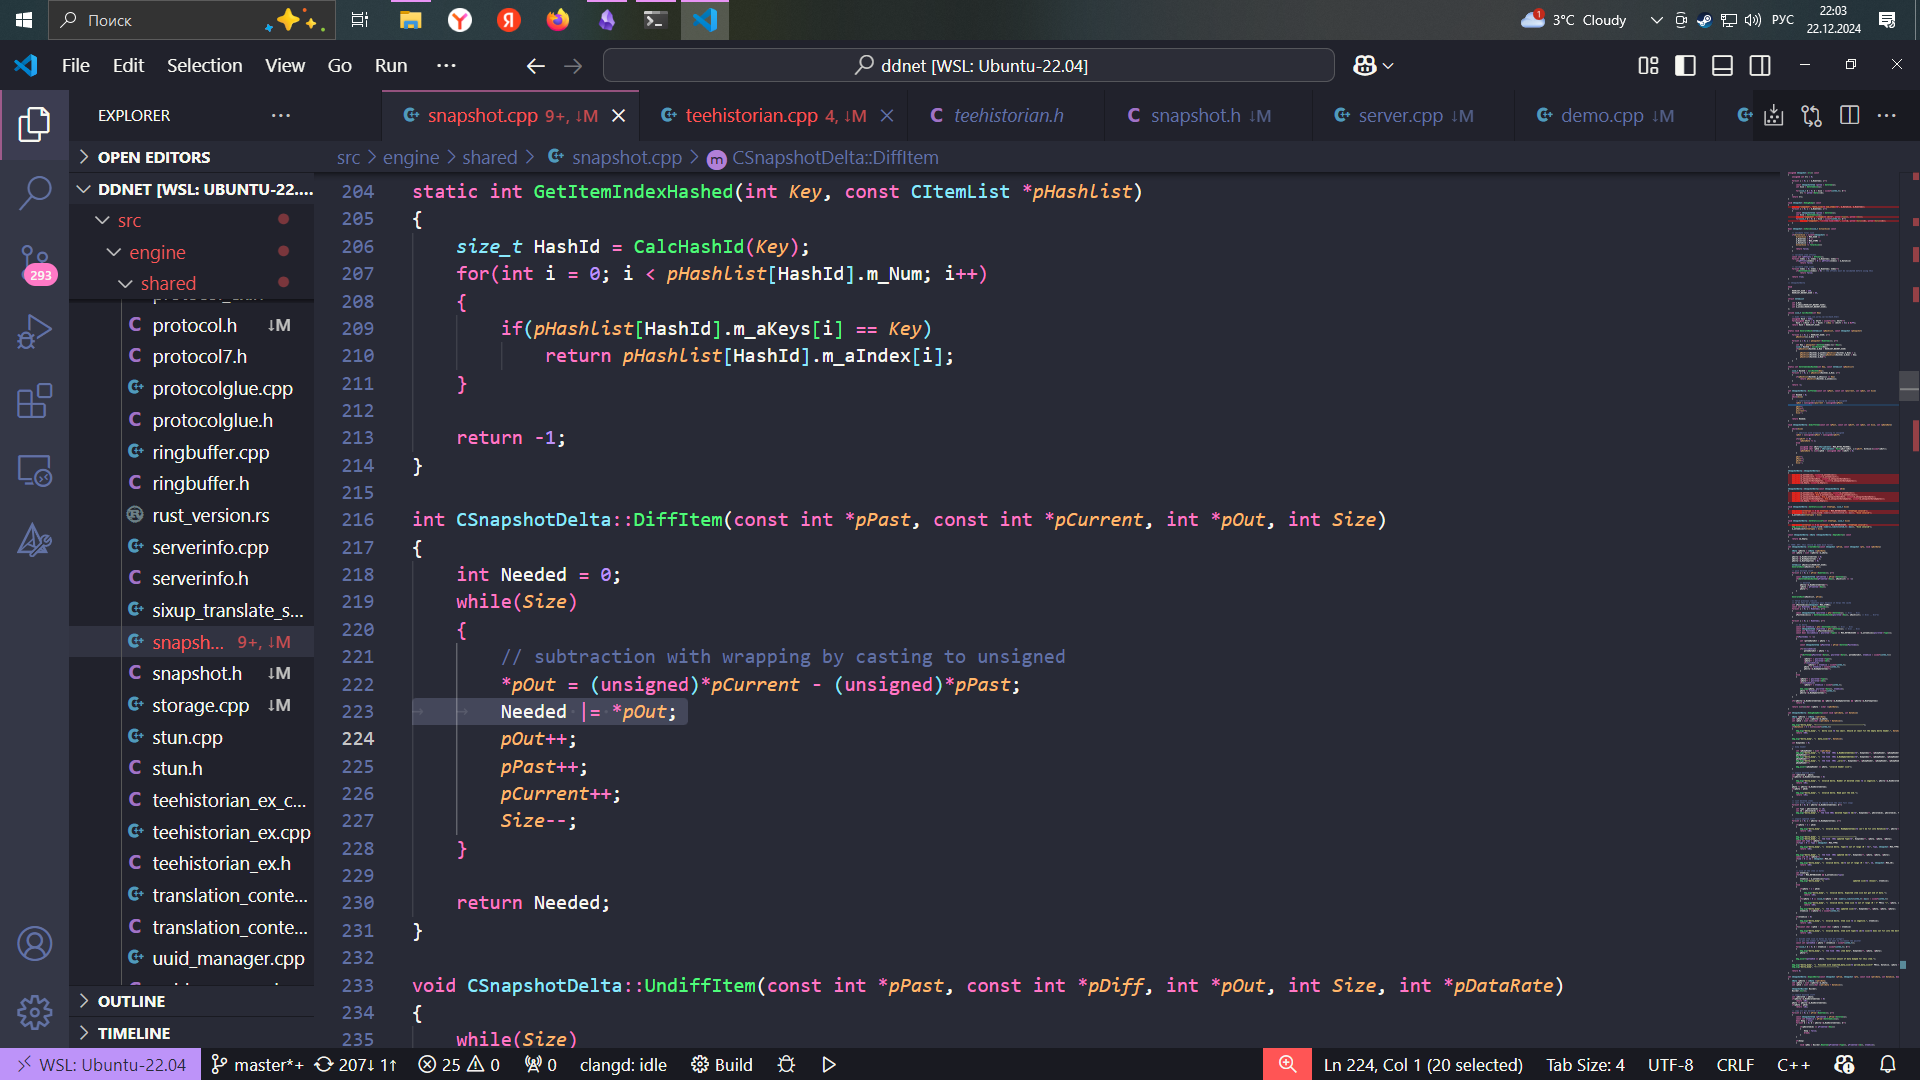 Поиск
3°C Cloudy
РУС
22:03
22.12.2024
File Edit Selection View Go Run ...
ddnet [WSL: Ubuntu-22.04]
EXPLORER
snapshot.cpp 9+, ↓M
teehistorian.cpp 4, ↓M
teehistorian.h
snapshot.h ↓M
server.cpp ↓M
demo.cpp ↓M
OPEN EDITORS
src > engine > shared > snapshot.cpp > CSnapshotDelta::DiffItem
DDNET [WSL: UBUNTU-22....
src
engine
shared
protocol.h ↓M
protocol7.h
protocolglue.cpp
protocolglue.h
ringbuffer.cpp
ringbuffer.h
rust_version.rs
serverinfo.cpp
serverinfo.h
sixup_translate_s...
snapsh... 9+, ↓M
snapshot.h ↓M
storage.cpp ↓M
stun.cpp
stun.h
teehistorian_ex_c...
teehistorian_ex.cpp
teehistorian_ex.h
translation_conte...
translation_conte...
uuid_manager.cpp
OUTLINE
TIMELINE
293
204 static int GetItemIndexHashed(int Key, const CItemList *pHashlist)
205 {
206 size_t HashId = CalcHashId(Key);
207 for(int i = 0; i < pHashlist[HashId].m_Num; i++)
208 {
209 if(pHashlist[HashId].m_aKeys[i] == Key)
210 return pHashlist[HashId].m_aIndex[i];
211 }
212
213 return -1;
214 }
215
216 int CSnapshotDelta::DiffItem(const int *pPast, const int *pCurrent, int *pOut, int Size)
217 {
218 int Needed = 0;
219 while(Size)
220 {
221 // subtraction with wrapping by casting to unsigned
222 *pOut = (unsigned)*pCurrent - (unsigned)*pPast;
223 Needed |= *pOut;
224 pOut++;
225 pPast++;
226 pCurrent++;
227 Size--;
228 }
229
230 return Needed;
231 }
232
233 void CSnapshotDelta::UndiffItem(const int *pPast, const int *pDiff, int *pOut, int Size, int *pDataRate)
234 {
235 while(Size)
WSL: Ubuntu-22.04 master*+ 207↓ 1↑ 25 0 0 clangd: idle Build Ln 224, Col 1 (20 selected) Tab Size: 4 UTF-8 CRLF C++